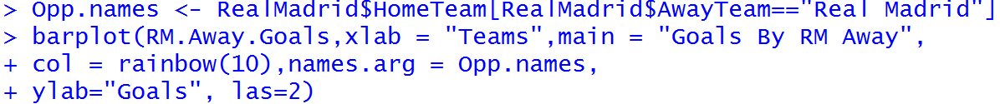 > Opp.names <- RealMadrid$HomeTeam[RealMadrid$AwayTeam=="Real Madrid"]
> barplot(RM.Away.Goals,xlab = "Teams",main = "Goals By RM Away",
+ col = rainbow(10),names.arg = Opp.names,
+ ylab="Goals", las=2)